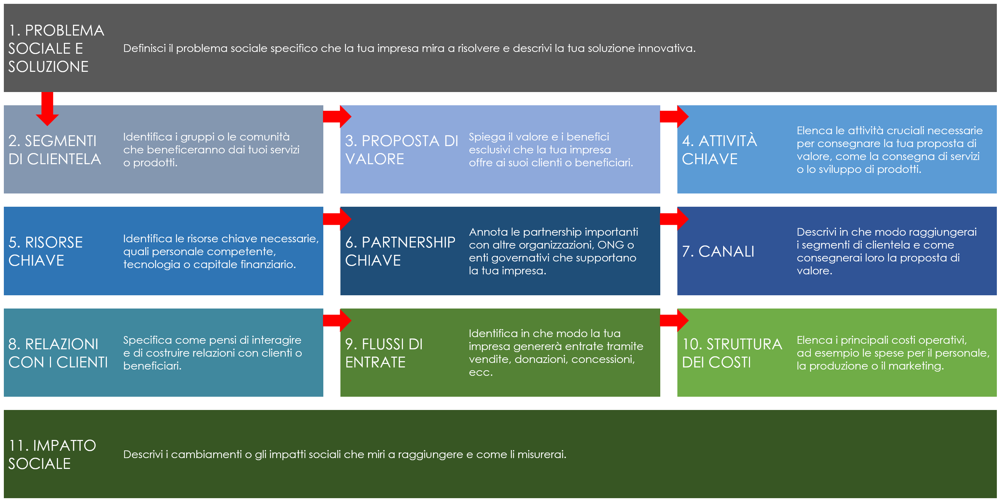 1. PROBLEMA
SOCIALE E
SOLUZIONE
Definisci il problema sociale specifico che la tua impresa mira a risolvere e descrivi la tua soluzione innovativa.
2. SEGMENTI
DI CLIENTELA
Identifica i gruppi o le comunità
che beneficeranno dai tuoi servizi
o prodotti.
3. PROPOSTA DI
VALORE
Spiega il valore e i benefici
esclusivi che la tua impresa
offre ai suoi clienti o beneficiari.
4. ATTIVITÀ
CHIAVE
Elenca le attività cruciali necessarie
per consegnare la tua proposta di
valore, come la consegna di servizi
o lo sviluppo di prodotti.
5. RISORSE
CHIAVE
Identifica le risorse chiave necessarie,
quali personale competente,
tecnologia o capitale finanziario.
6. PARTNERSHIP
CHIAVE
Annota le partnership importanti
con altre organizzazioni, ONG o
enti governativi che supportano
la tua impresa.
7. CANALI
Descrivi in che modo raggiungerai
i segmenti di clientela e come
consegnerai loro la proposta di
valore.
8. RELAZIONI
CON I CLIENTI
Specifica come pensi di interagire
e di costruire relazioni con clienti o
beneficiari.
9. FLUSSI DI
ENTRATE
Identifica in che modo la tua
impresa genererà entrate tramite
vendite, donazioni, concessioni,
ecc.
10. STRUTTURA
DEI COSTI
Elenca i principali costi operativi,
ad esempio le spese per il personale,
la produzione o il marketing.
11. IMPATTO
SOCIALE
Descrivi i cambiamenti o gli impatti sociali che miri a raggiungere e come li misurerai.